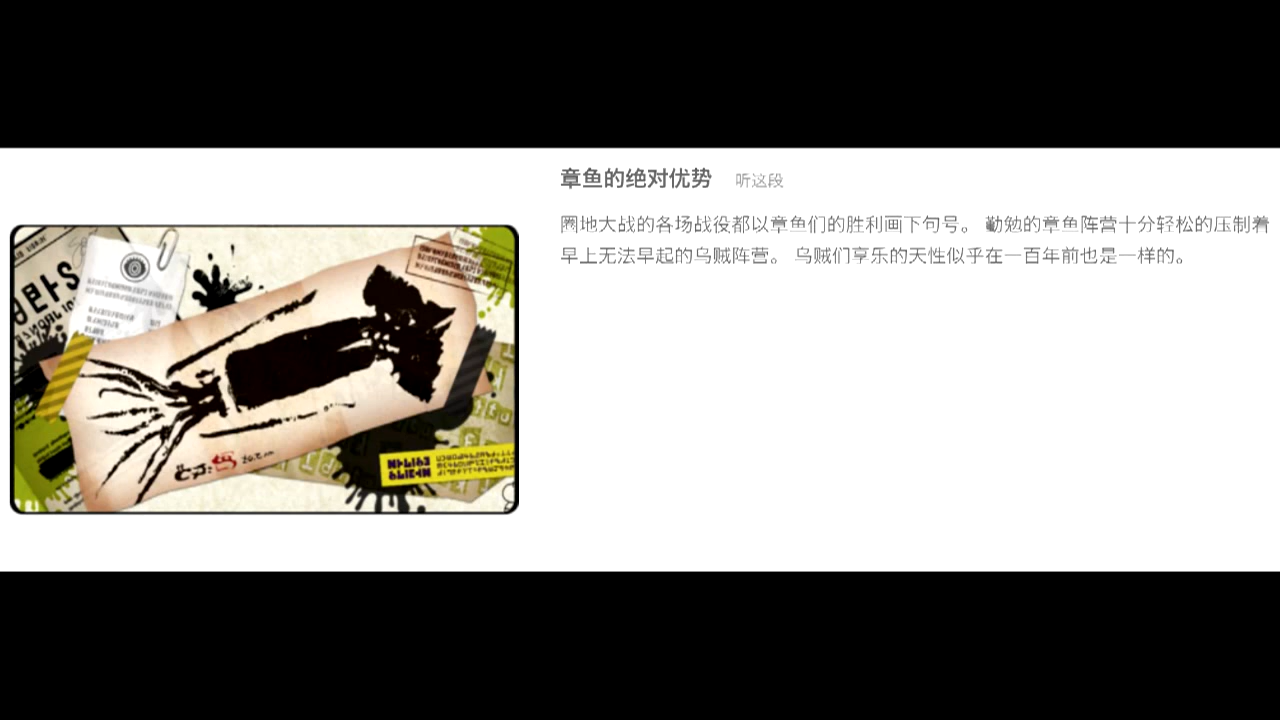 章鱼的绝对优势 听这段
圈地大战的各场战役都以章鱼们的胜利画下句号。 勤勉的章鱼阵营十分轻松的压制着
早上无法早起的乌贼阵营。 乌贼们享乐的天性似乎在一百年前也是一样的。